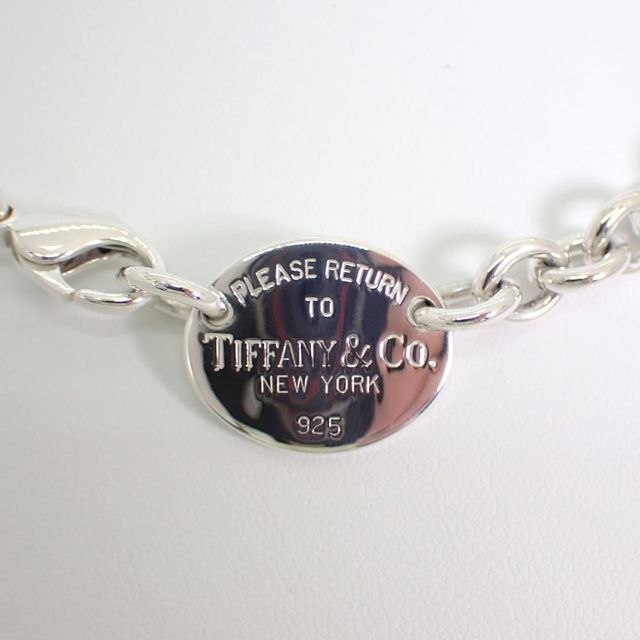 PLEASE RETURN
TO
TIFFANY & Co.
NEW YORK
925